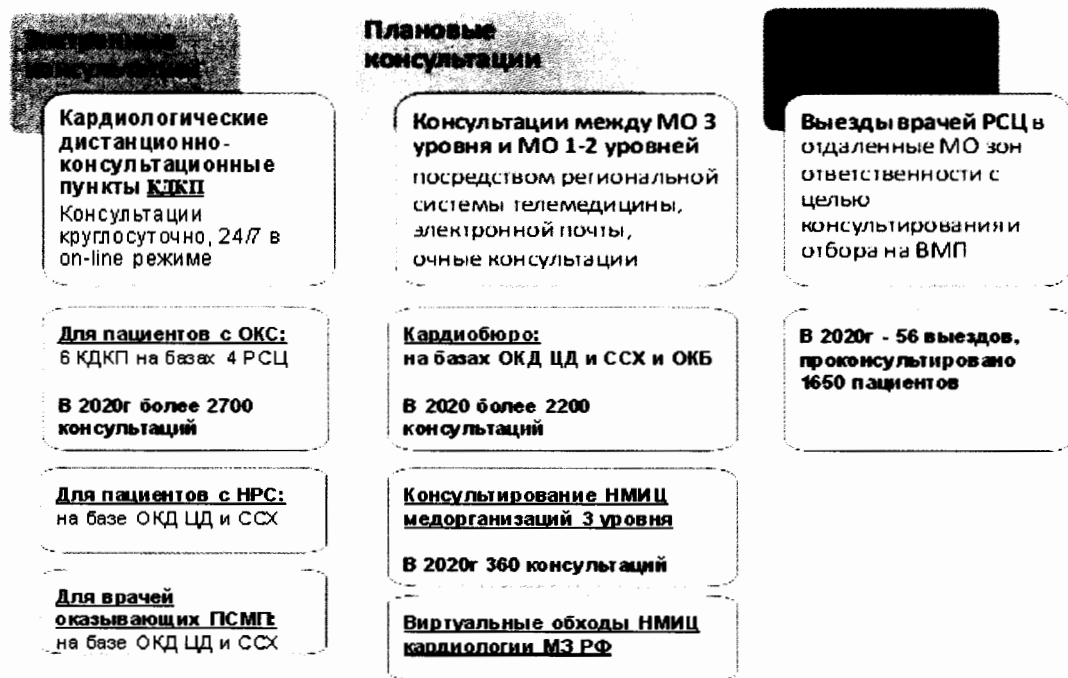 Плановые
консультации
Кардиологические
дистанционно-
консультационные
пункты КДКП
Консультации
круглосуточно, 24/7 в
on-line режиме
Для пациентов с ОКС:
6 КДКП на базах 4 РСЦ
В 2020г более 2700
консультаций
Для пациентов с НРС:
на базе ОКД ЦД и ССХ
Для врачей
оказывающих ПСМП:
на базе ОКД ЦД и ССХ
Консультации между МО 3
уровня и МО 1-2 уровней
посредством региональной
системы телемедицины,
электронной почты,
очные консультации
Кардиобюро:
на базах ОКД ЦД и ССХ и ОКБ
В 2020 более 2200
консультаций
Консультирование НМИЦ
медорганизаций 3 уровня
В 2020г 360 консультаций
Виртуальные обходы НМИЦ
кардиологии МЗ РФ
Выезды врачей РСЦ в
отдаленные МО зон
ответственности с
целью
консультирования и
отбора на ВМП
В 2020г - 56 выездов,
проконсультировано
1650 пациентов